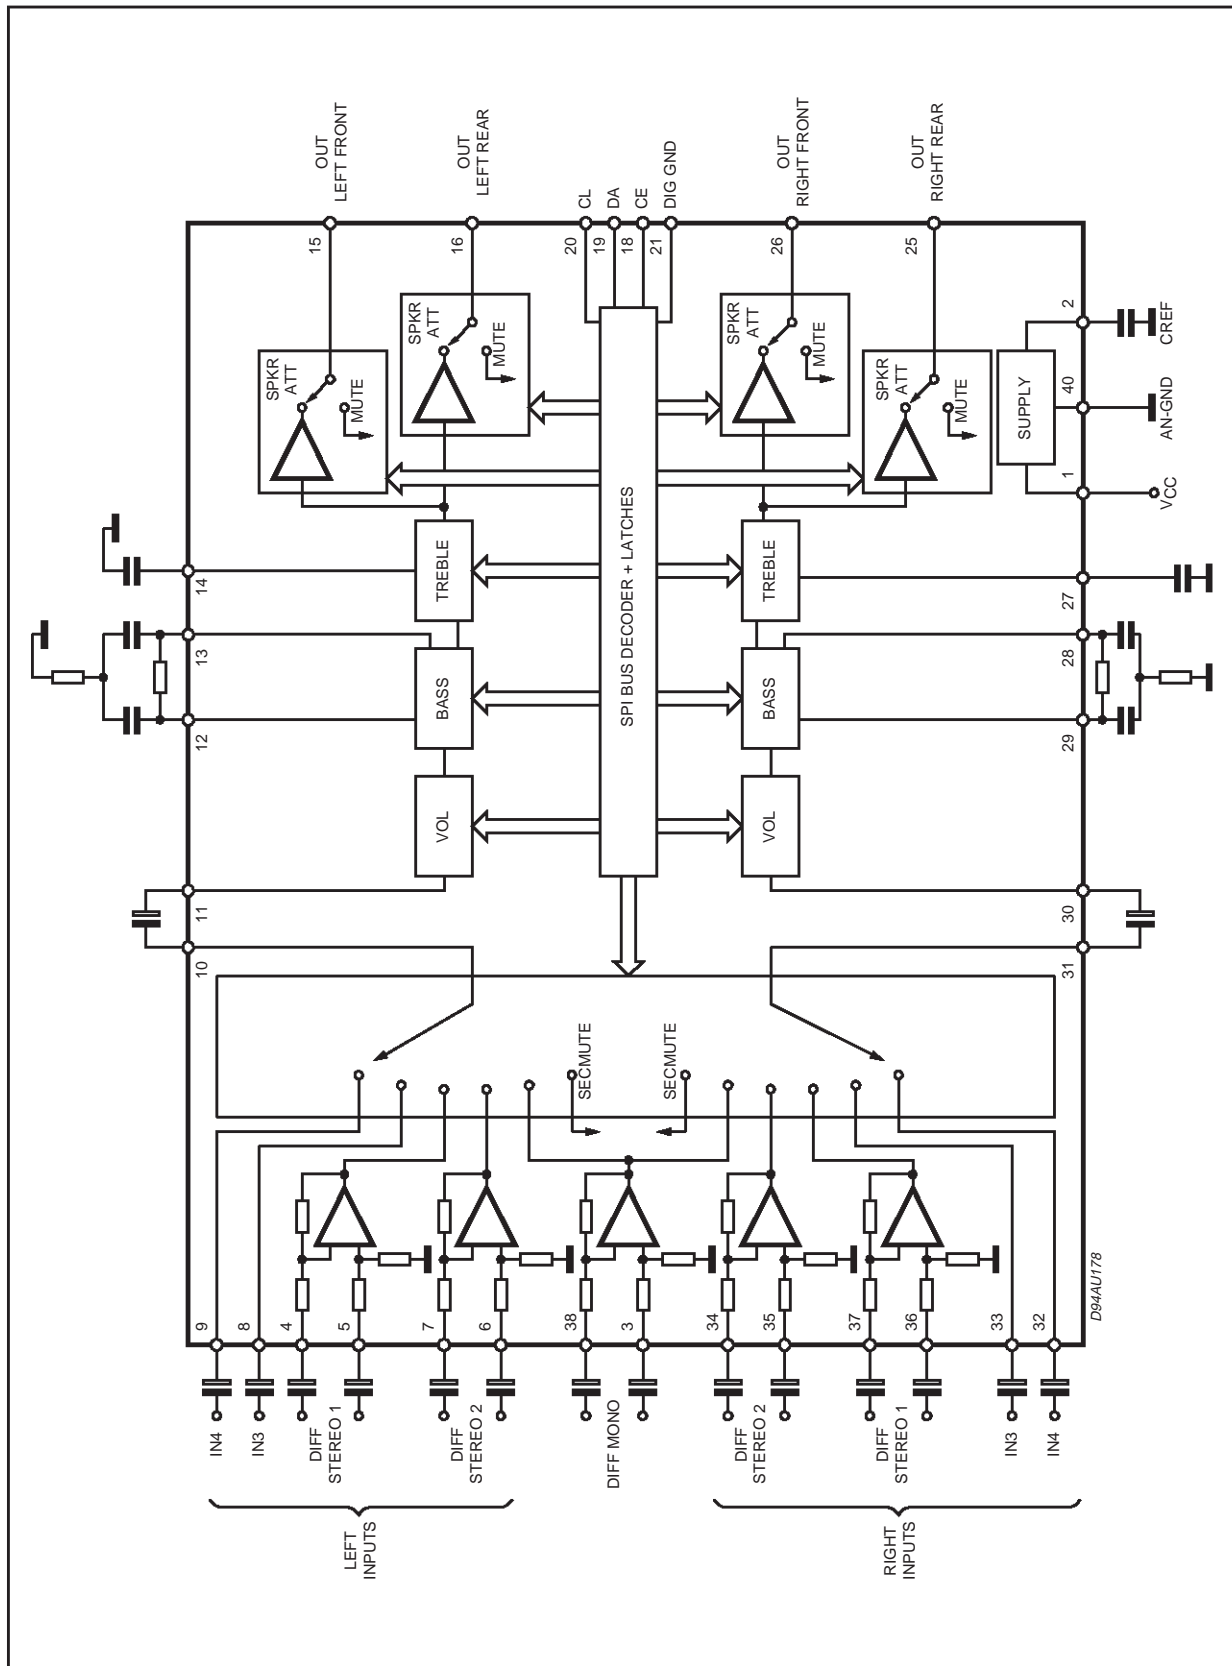 OUT
LEFT FRONT
OUT
LEFT REAR
CL
DA
CE
DIG GND
OUT
RIGHT FRONT
OUT
RIGHT REAR
15
16
20
19
18
21
26
25
SPKR
ATT
MUTE
SPKR
ATT
MUTE
SPKR
ATT
MUTE
SPKR
ATT
MUTE
SUPPLY
2
CREF
40
AN-GND
1
VCC
14
TREBLE
SPI BUS DECODER + LATCHES
TREBLE
27
13
12
BASS
BASS
28
29
VOL
VOL
11
10
30
31
SECMUTE
SECMUTE
9
8
4
5
7
6
38
3
34
35
37
36
33
32
D94AU178
IN4
IN3
DIFF
STEREO 1
DIFF
STEREO 2
DIFF MONO
DIFF
STEREO 2
DIFF
STEREO 1
IN3
IN4
LEFT
INPUTS
RIGHT
INPUTS